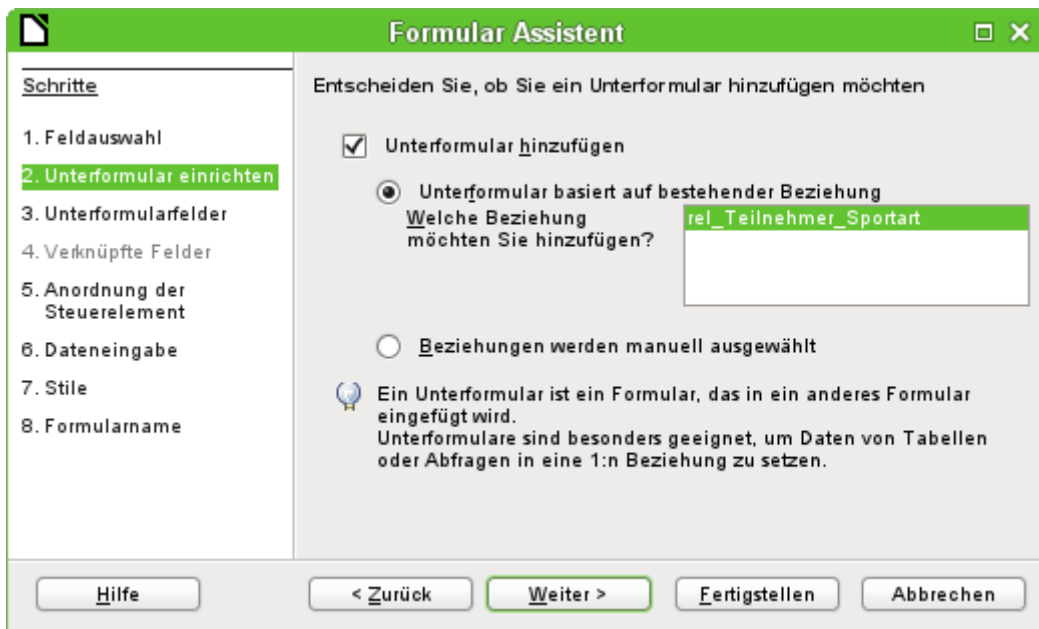 Formular Assistent
Schritte
1. Feldauswahl
2. Unterformular einrichten
3. Unterformularfelder
4. Verknüpfte Felder
5. Anordnung der
Steuerelement
6. Dateneingabe
7. Stile
8. Formularname
Entscheiden Sie, ob Sie ein Unterformular hinzufügen möchten
Unterformular hinzufügen
Unterformular basiert auf bestehender Beziehung
Welche Beziehung
möchten Sie hinzufügen?
rel_Teilnehmer_Sportart
Beziehungen werden manuell ausgewählt
Ein Unterformular ist ein Formular, das in ein anderes Formular
eingefügt wird.
Unterformulare sind besonders geeignet, um Daten von Tabellen
oder Abfragen in eine 1:n Beziehung zu setzen.
Hilfe
< Zurück
Weiter >
Fertigstellen
Abbrechen